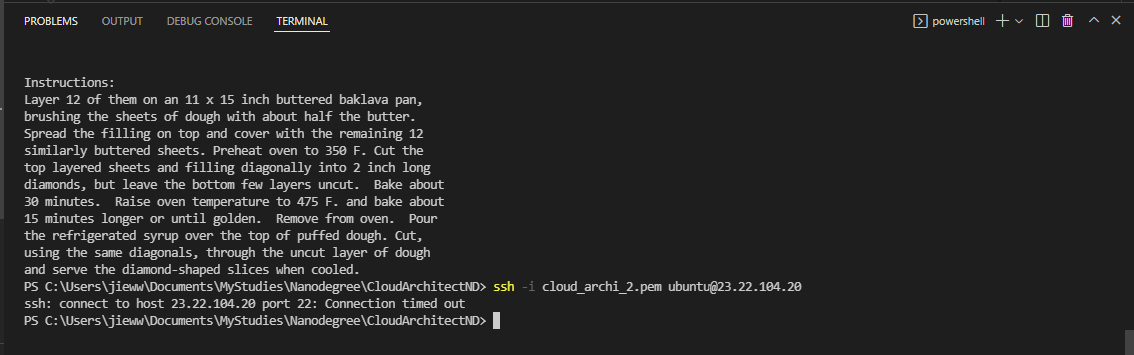 PROBLEMS OUTPUT DEBUG CONSOLE TERMINAL powershell
Instructions:
Layer 12 of them on an 11 x 15 inch buttered baklava pan,
brushing the sheets of dough with about half the butter.
Spread the filling on top and cover with the remaining 12
similarly buttered sheets. Preheat oven to 350 F. Cut the
top layered sheets and filling diagonally into 2 inch long
diamonds, but leave the bottom few layers uncut.  Bake about
30 minutes.  Raise oven temperature to 475 F. and bake about
15 minutes longer or until golden.  Remove from oven.  Pour
the refrigerated syrup over the top of puffed dough. Cut,
using the same diagonals, through the uncut layer of dough
and serve the diamond-shaped slices when cooled.
PS C:\Users\jieww\Documents\MyStudies\Nanodegree\CloudArchitectND> ssh -i cloud_archi_2.pem ubuntu@23.22.104.20
ssh: connect to host 23.22.104.20 port 22: Connection timed out
PS C:\Users\jieww\Documents\MyStudies\Nanodegree\CloudArchitectND>